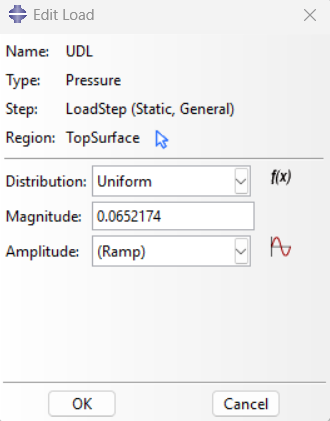 Edit Load
Name: UDL
Type: Pressure
Step: LoadStep (Static, General)
Region: TopSurface
Distribution: Uniform f(x)
Magnitude: 0.0652174
Amplitude: (Ramp)
OK Cancel